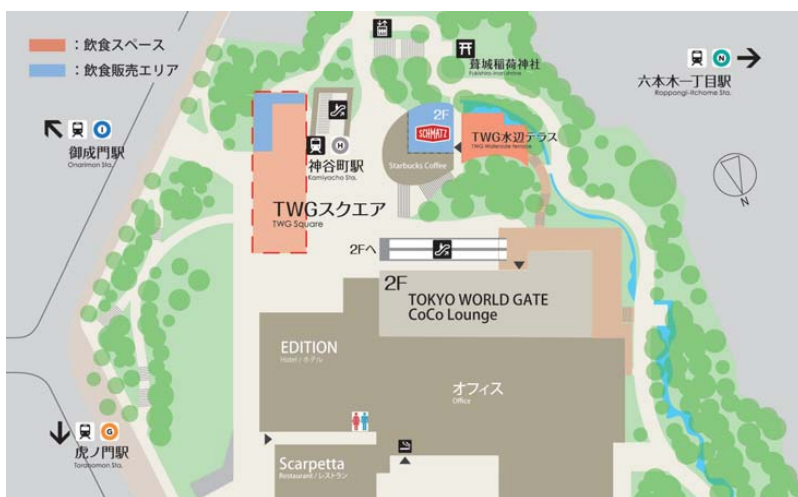 ：飲食スペース
：飲食販売エリア
葺城稲荷神社
Fukishiro Inari shrine
N
六本木一丁目駅
Roppongi-itchome Sta.
I
御成門駅
Onarimon Sta.
H
神谷町駅
Kamiyacho Sta.
2F
SCHMATZ
Starbucks Coffee
TWG水辺テラス
TWG Waterside terrace
N
TWGスクエア
TWG Square
2Fへ
2F
TOKYO WORLD GATE
CoCo Lounge
EDITION
Hotel / ホテル
オフィス
Office
G
虎ノ門駅
Toranomon Sta.
Scarpetta
Restaurant / レストラン